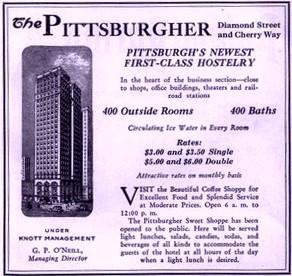 The PITTSBURGHER Diamond Street
and Cherry Way
PITTSBURGH'S NEWEST
FIRST-CLASS HOSTELRY
In the heart of the business section—close
to shops, office buildings, theaters and rail-
road stations
400 Outside Rooms 400 Baths
Circulating Ice Water in Every Room
Rates:
$3.00 and $3.50 Single
$5.00 and $6.00 Double
Attractive rates on monthly basis
VISIT the Beautiful Coffee Shoppe for
Excellent Food and Splendid Service
at Moderate Prices. Open 6 a. m. to
12:00 p. m.
The Pittsburgher Sweet Shoppe has been
opened to the public. Here will be served
light lunches, salads, candies, sodas, and
beverages of all kinds to accommodate the
guests of the hotel at all hours of the day
when a light lunch is desired.
UNDER
KNOTT MANAGEMENT
G. P. O'NEILL,
Managing Director